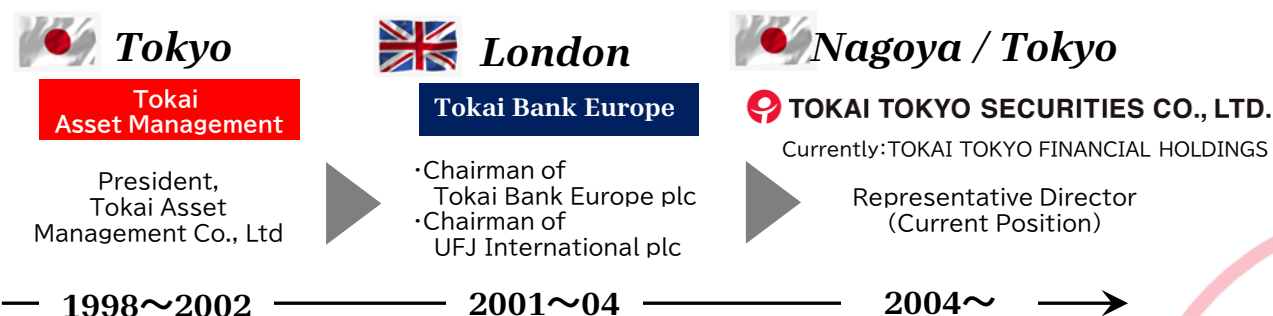 Tokyo
Tokai
Asset Management
President,
Tokai Asset
Management Co., Ltd
1998～2002
London
Tokai Bank Europe
・Chairman of
Tokai Bank Europe plc
・Chairman of
UFJ International plc
2001～04
Nagoya / Tokyo
TOKAI TOKYO SECURITIES CO., LTD.
Currently：TOKAI TOKYO FINANCIAL HOLDINGS
Representative Director
（Current Position）
2004～